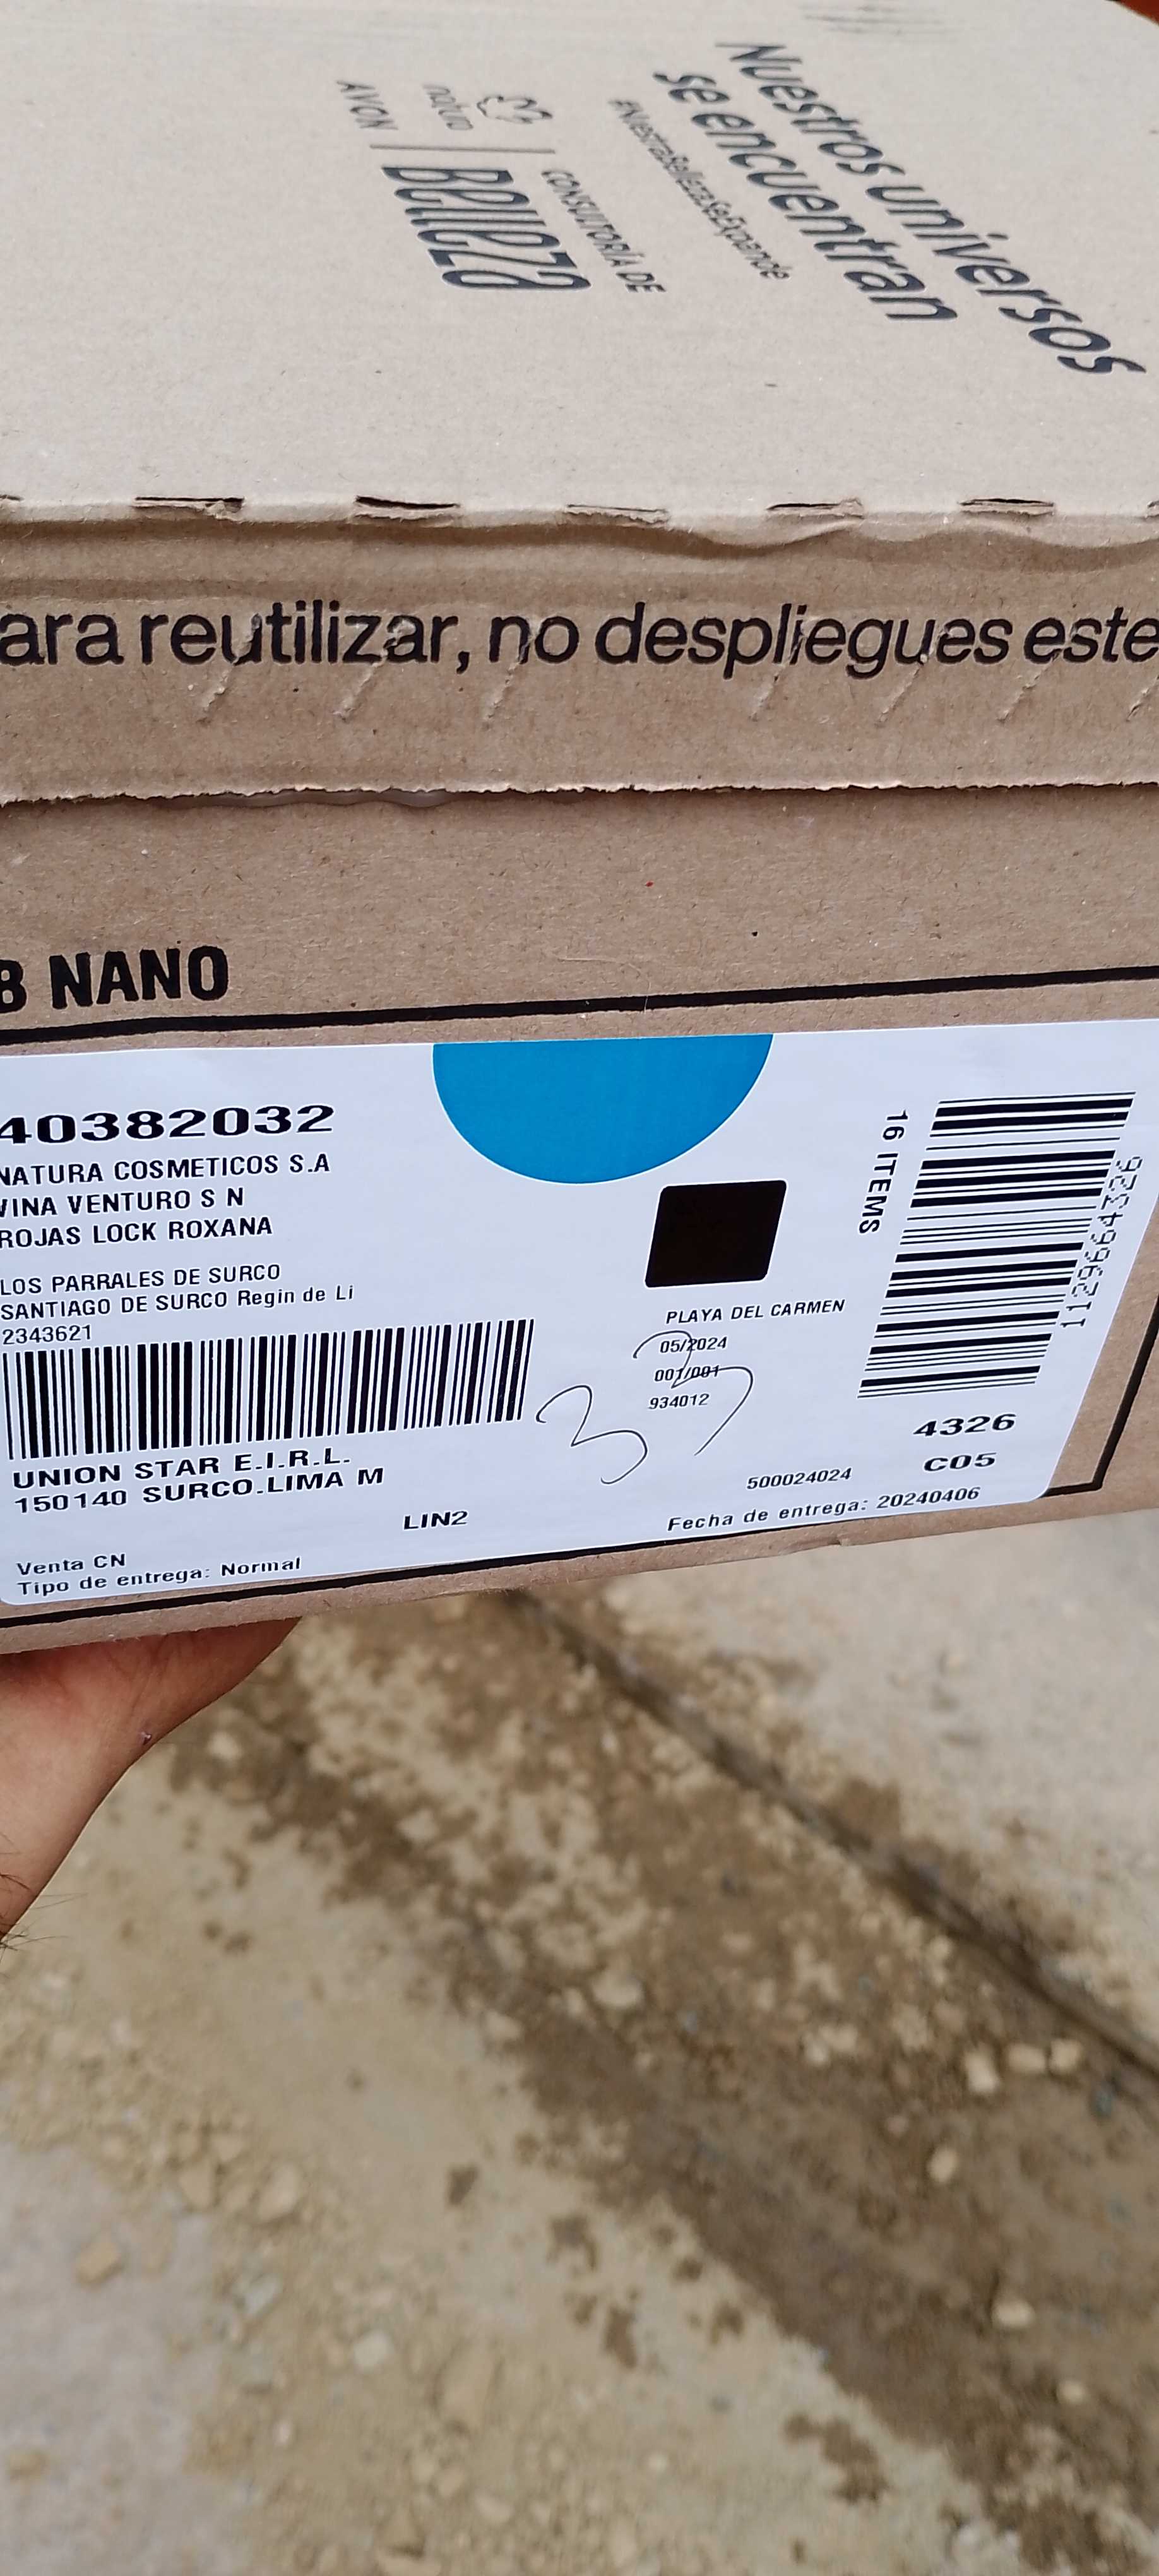 Nuestros universos
se encuentran
#NuestraBellezaSeExpande
CONSULTORÍA DE
Belleza
natura
AVON
ara reutilizar, no despliegues este
B NANO
40382032
NATURA COSMETICOS S.A
VINA VENTURO S N
ROJAS LOCK ROXANA
LOS PARRALES DE SURCO
SANTIAGO DE SURCO Regin de Li
2343621
UNION STAR E.I.R.L.
150140 SURCO.LIMA M
LIN2
Venta CN
Tipo de entrega: Normal
PLAYA DEL CARMEN
05/2024
001/001
934012
37
16 ITEMS
4326
C05
500024024
Fecha de entrega: 20240406